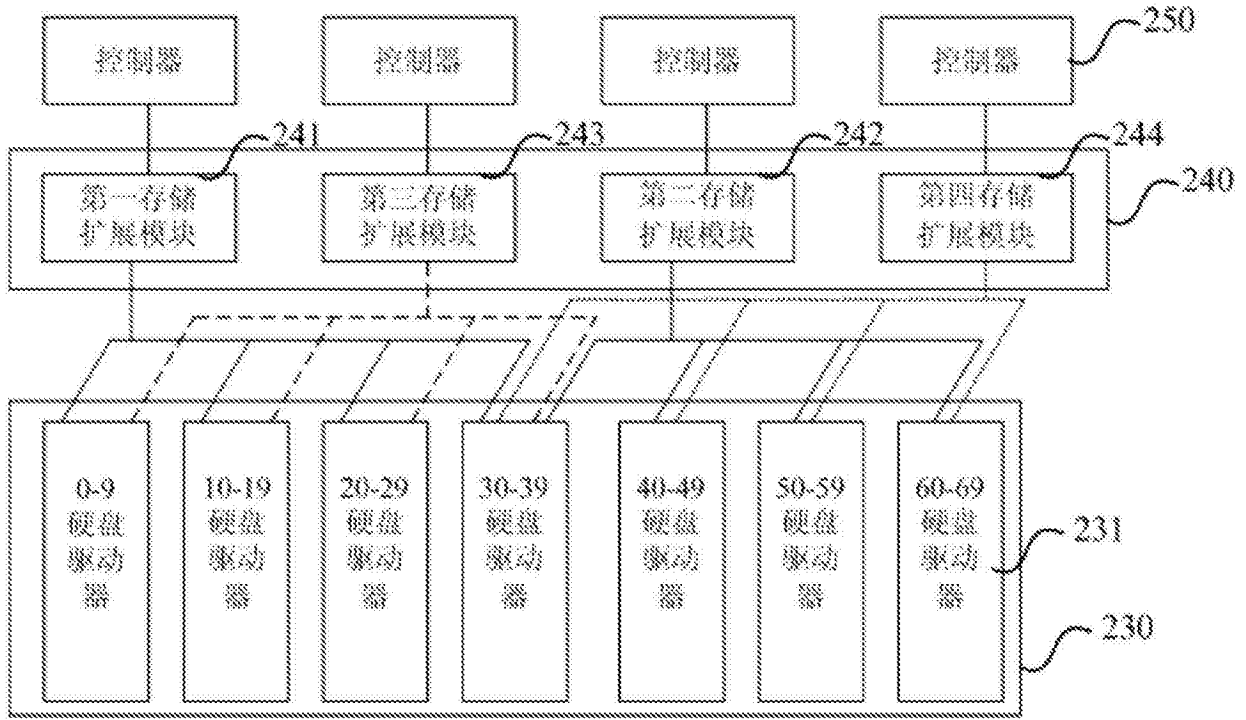 控制器 控制器 控制器 控制器 250
241 243 242 244
第一存储 第三存储 第二存储 第四存储 240
扩展模块 扩展模块 扩展模块 扩展模块
0-9 10-19 20-29 30-39 40-49 50-59 60-69
硬盘 硬盘 硬盘 硬盘 硬盘 硬盘 硬盘 231
驱动 驱动 驱动 驱动 驱动 驱动 驱动
器 器 器 器 器 器 器
230